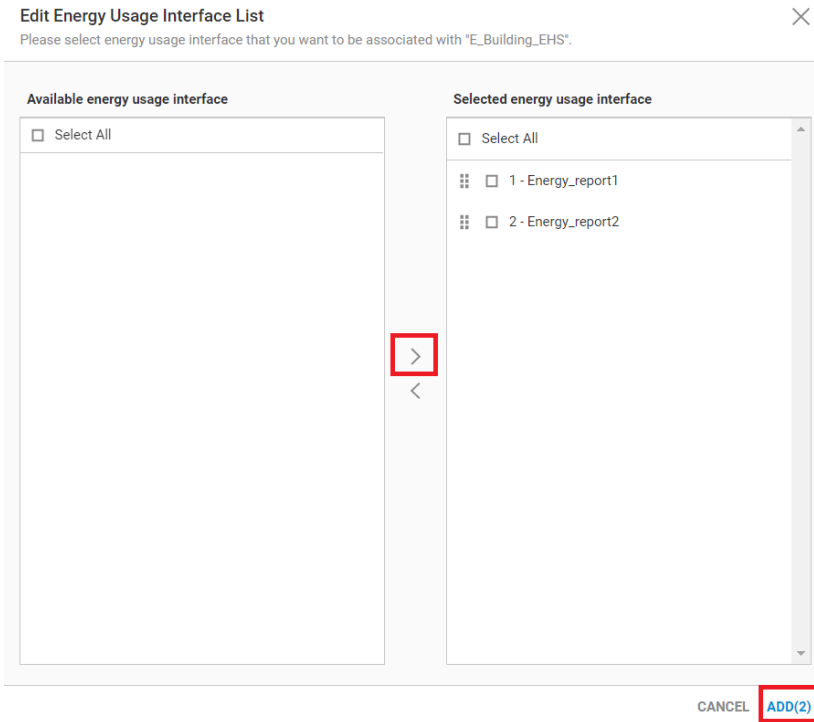 Edit Energy Usage Interface List
Please select energy usage interface that you want to be associated with "E_Building_EHS".
Available energy usage interface
Select All
Selected energy usage interface
Select All
1 - Energy_report1
2 - Energy_report2
CANCEL ADD(2)